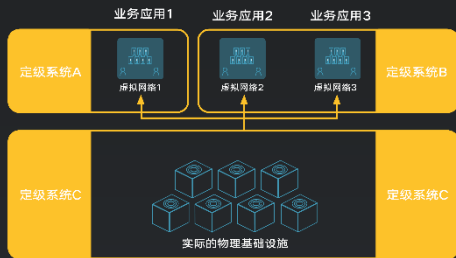 业务应用1 业务应用2 业务应用3
定级系统A
虚拟网络1 虚拟网络2 虚拟网络3
定级系统B
定级系统C
实际的物理基础设施
定级系统C